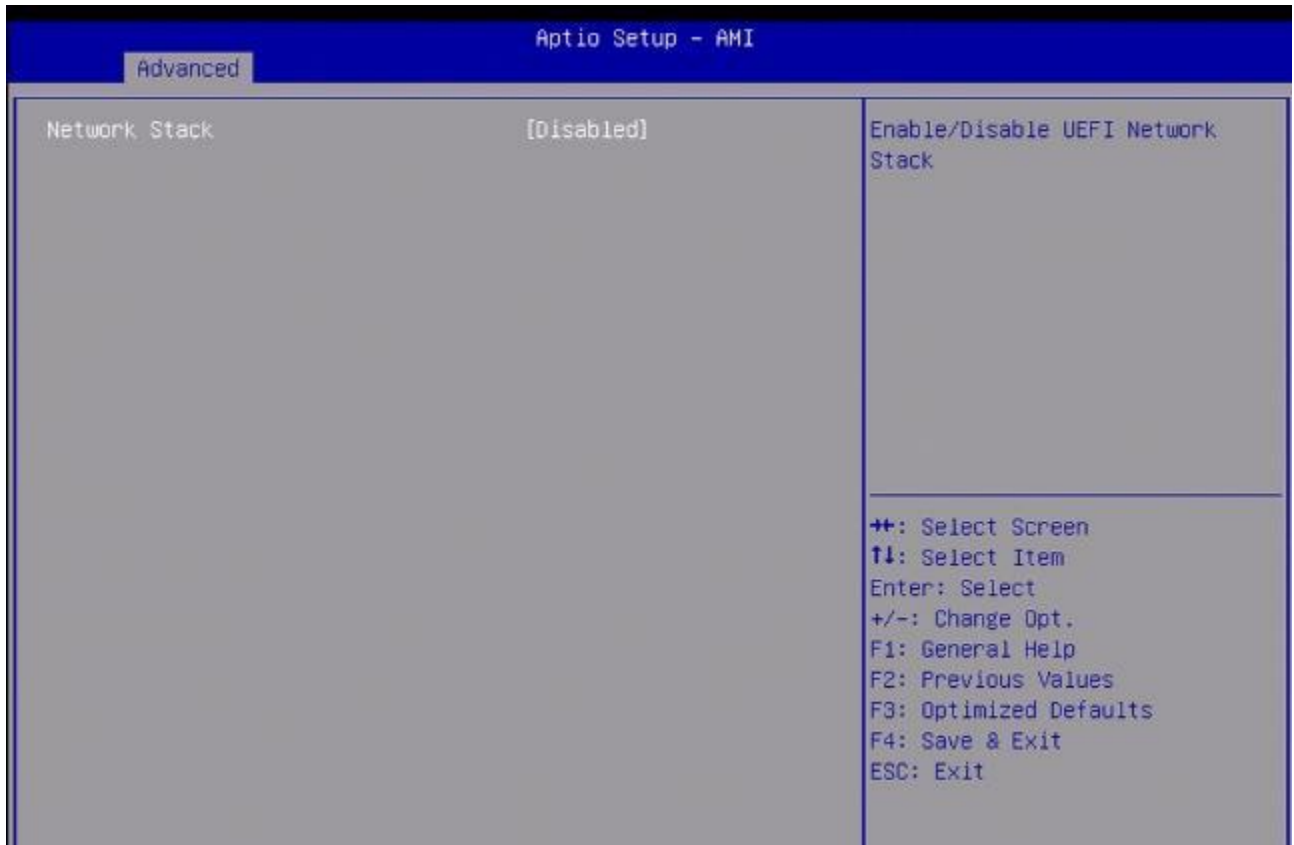 Aptio Setup – AMI
Advanced
Network Stack [Disabled]
Enable/Disable UEFI Network
Stack
→←: Select Screen
↑↓: Select Item
Enter: Select
+/-: Change Opt.
F1: General Help
F2: Previous Values
F3: Optimized Defaults
F4: Save & Exit
ESC: Exit